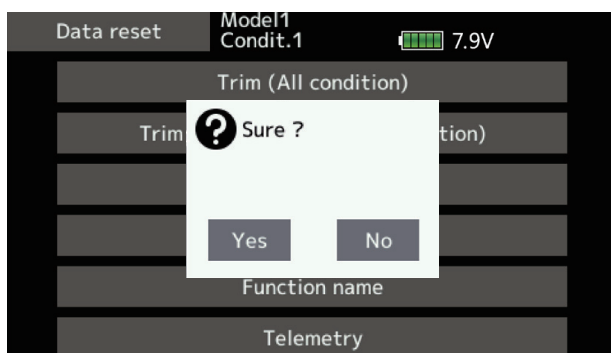 Data reset
Model1
Condit.1
7.9V
Trim (All condition)
Trim
tion)
Sure ?
Yes
No
Function name
Telemetry